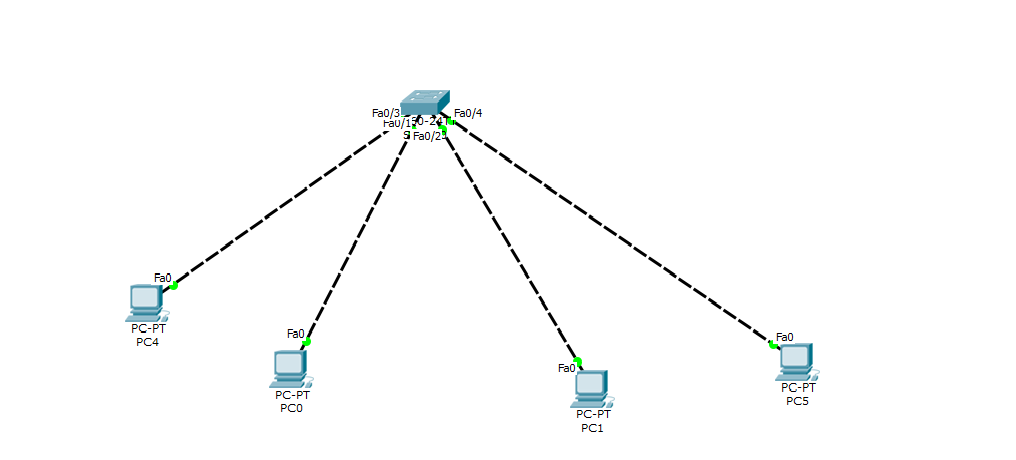 Fa0/3
Fa0/4
Fa0/1
Fa0/2
Fa0
PC-PT
PC4
Fa0
PC-PT
PC0
Fa0
PC-PT
PC1
Fa0
PC-PT
PC5